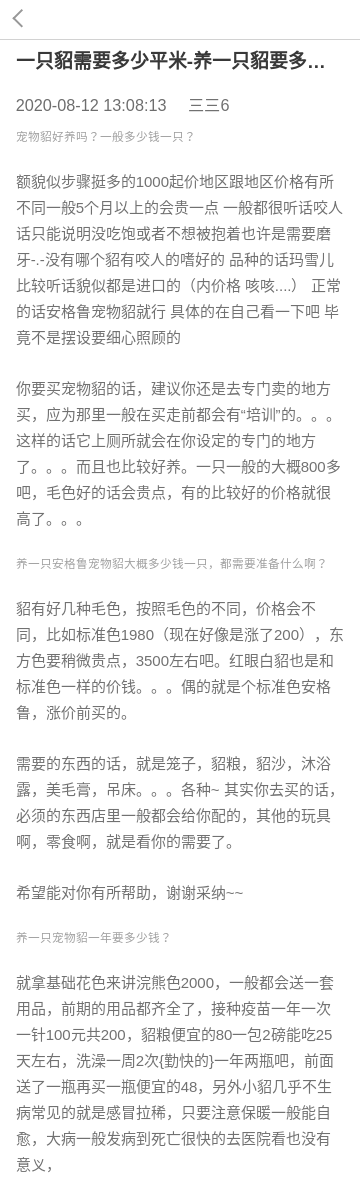 一只貂需要多少平米-养一只貂要多...
2020-08-12 13:08:13 三三6
宠物貂好养吗？一般多少钱一只？
额貌似步骤挺多的1000起价地区跟地区价格有所
不同一般5个月以上的会贵一点 一般都很听话咬人
话只能说明没吃饱或者不想被抱着也许是需要磨
牙-.-没有哪个貂有咬人的嗜好的 品种的话玛雪儿
比较听话貌似都是进口的（内价格 咳咳....） 正常
的话安格鲁宠物貂就行 具体的在自己看一下吧 毕
竟不是摆设要细心照顾的
你要买宠物貂的话，建议你还是去专门卖的地方
买，应为那里一般在买走前都会有“培训”的。。。
这样的话它上厕所就会在你设定的专门的地方
了。。。而且也比较好养。一只一般的大概800多
吧，毛色好的话会贵点，有的比较好的价格就很
高了。。。
养一只安格鲁宠物貂大概多少钱一只，都需要准备什么啊？
貂有好几种毛色，按照毛色的不同，价格会不
同，比如标准色1980（现在好像是涨了200），东
方色要稍微贵点，3500左右吧。红眼白貂也是和
标准色一样的价钱。。。偶的就是个标准色安格
鲁，涨价前买的。
需要的东西的话，就是笼子，貂粮，貂沙，沐浴
露，美毛膏，吊床。。。各种~ 其实你去买的话，
必须的东西店里一般都会给你配的，其他的玩具
啊，零食啊，就是看你的需要了。
希望能对你有所帮助，谢谢采纳~~
养一只宠物貂一年要多少钱？
就拿基础花色来讲浣熊色2000，一般都会送一套
用品，前期的用品都齐全了，接种疫苗一年一次
一针100元共200，貂粮便宜的80一包2磅能吃25
天左右，洗澡一周2次{勤快的}一年两瓶吧，前面
送了一瓶再买一瓶便宜的48，另外小貂几乎不生
病常见的就是感冒拉稀，只要注意保暖一般能自
愈，大病一般发病到死亡很快的去医院看也没有
意义，